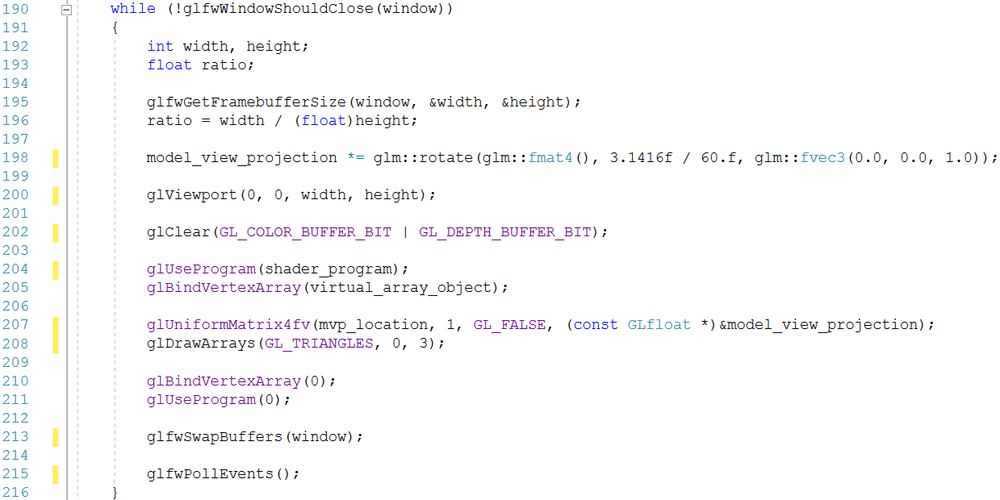 190 while (!glfwWindowShouldClose(window))
191 {
192 int width, height;
193 float ratio;
194
195 glfwGetFramebufferSize(window, &width, &height);
196 ratio = width / (float)height;
197
198 model_view_projection *= glm::rotate(glm::fmat4(), 3.1416f / 60.f, glm::fvec3(0.0, 0.0, 1.0));
199
200 glViewport(0, 0, width, height);
201
202 glClear(GL_COLOR_BUFFER_BIT | GL_DEPTH_BUFFER_BIT);
203
204 glUseProgram(shader_program);
205 glBindVertexArray(virtual_array_object);
206
207 glUniformMatrix4fv(mvp_location, 1, GL_FALSE, (const GLfloat *)&model_view_projection);
208 glDrawArrays(GL_TRIANGLES, 0, 3);
209
210 glBindVertexArray(0);
211 glUseProgram(0);
212
213 glfwSwapBuffers(window);
214
215 glfwPollEvents();
216 }